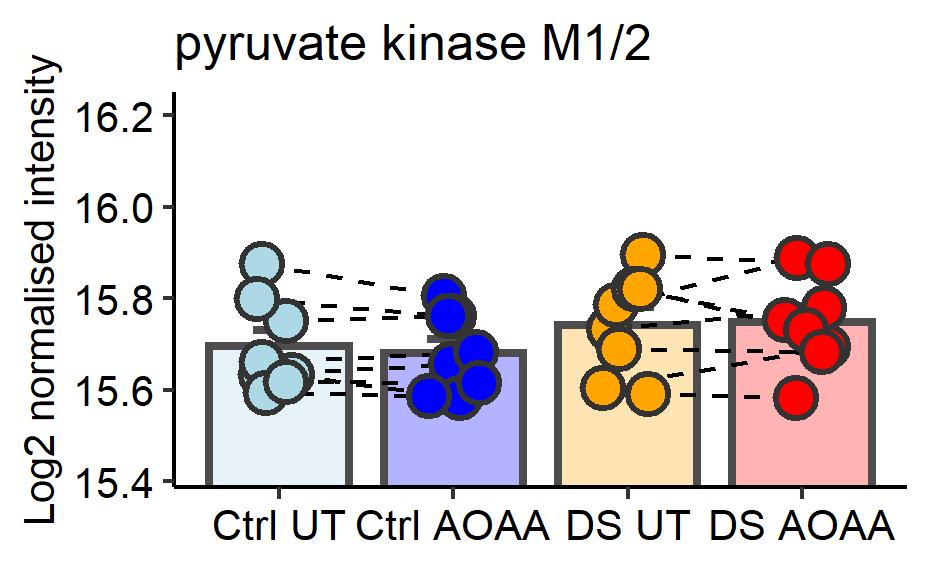 pyruvate kinase M1/2
Log2 normalised intensity
16.2
16.0
15.8
15.6
15.4
Ctrl UT Ctrl AOAA DS UT DS AOAA